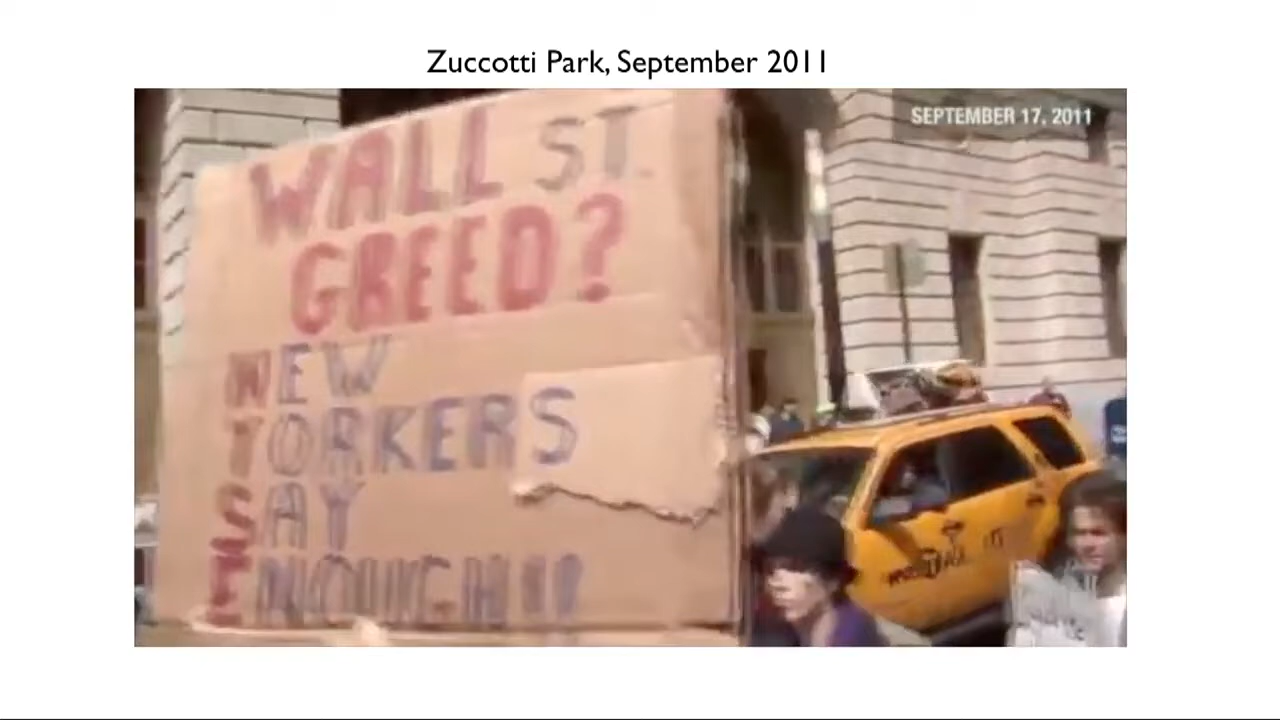 Zuccotti Park, September 2011
SEPTEMBER 17, 2011
WALL ST.
GREED?
NEW
YORKERS
SAY
ENOUGH!!